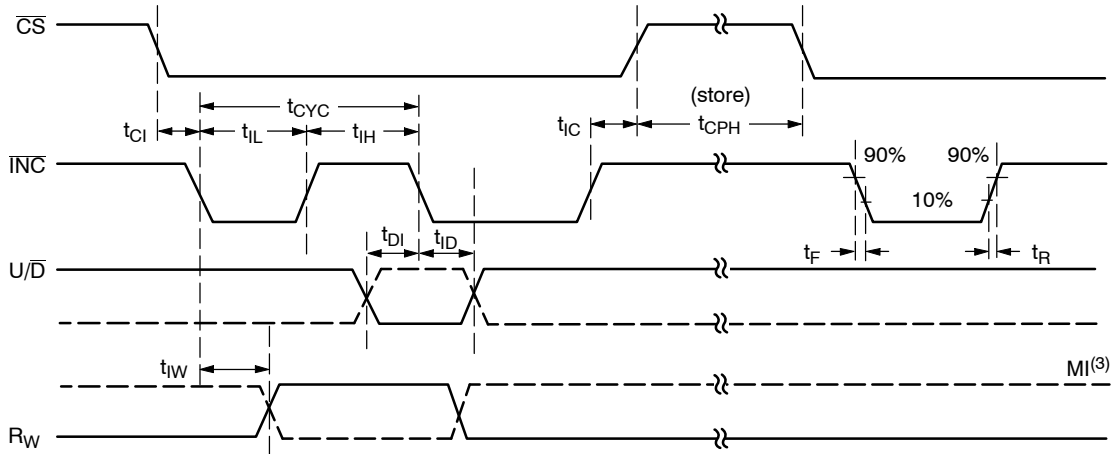 CS
(store)
tCYC
tCI
tIL
tIH
tIC
tCPH
INC
90%
90%
10%
tDI
tID
tF
tR
U/D
tIW
MI(3)
RW